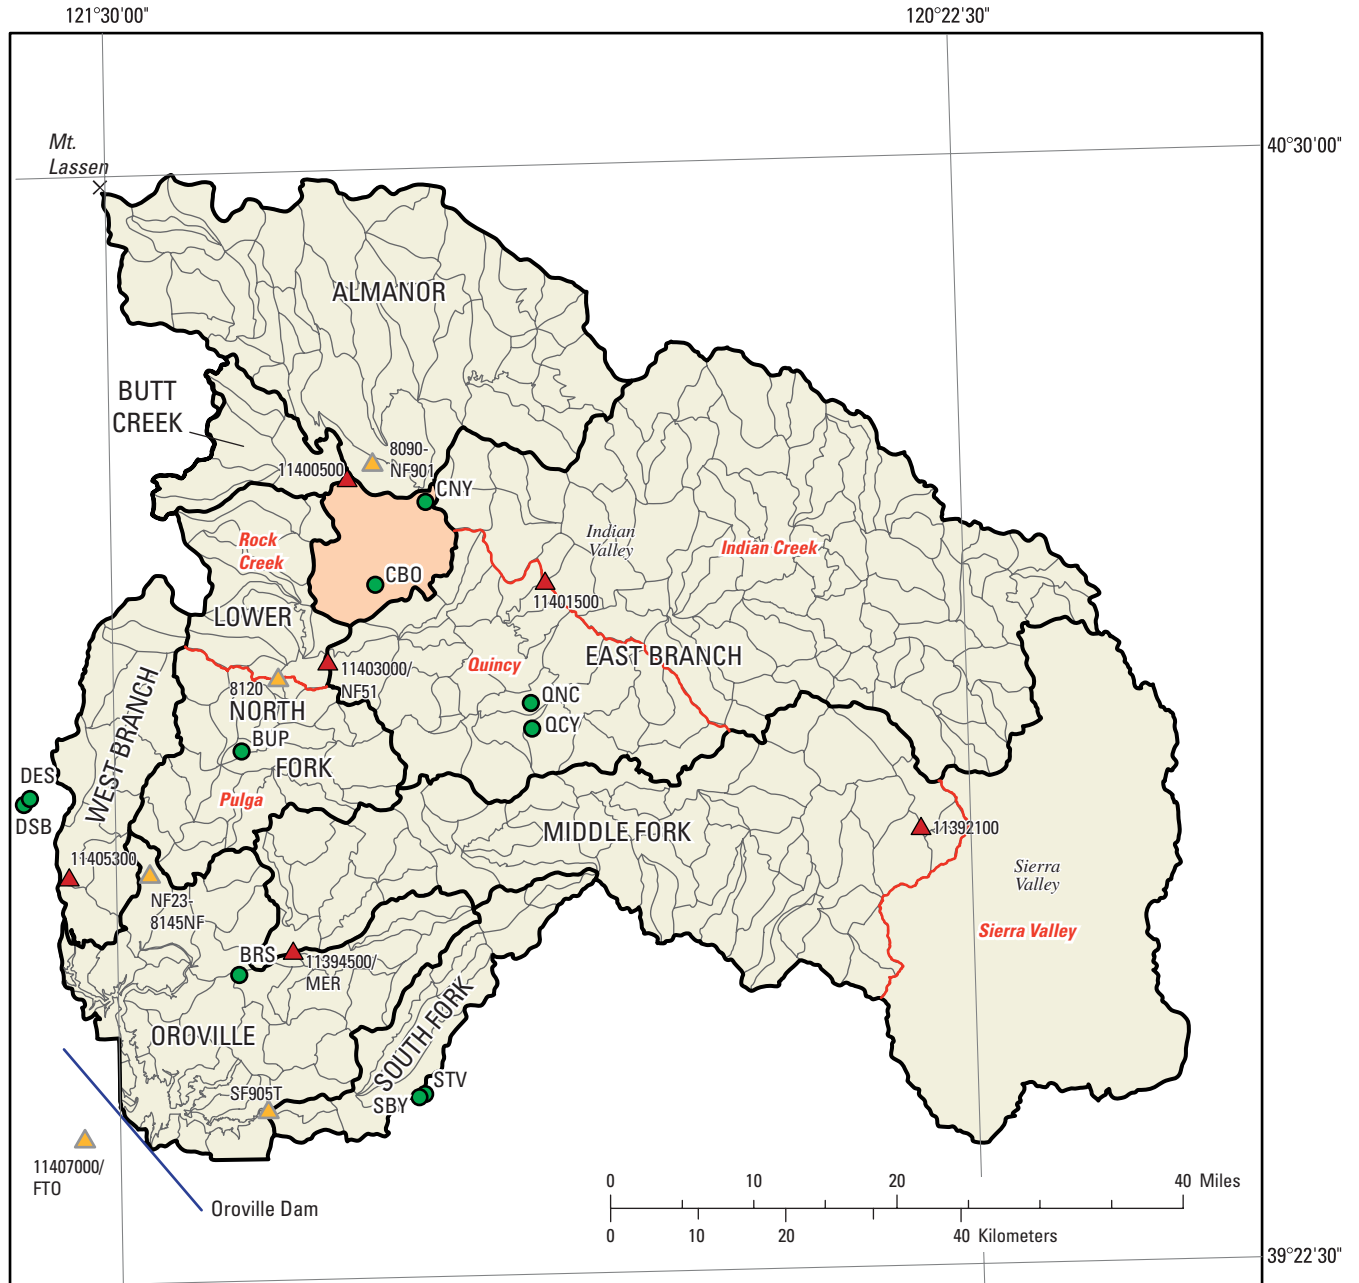 121°30'00"
120°22'30"
Mt.
Lassen
40°30'00"
ALMANOR
BUTT
CREEK
8090-
NF901
11400500
CNY
Rock
Creek
Indian
Valley
Indian Creek
CBO
11401500
LOWER
EAST BRANCH
11403000/
NF51
Quincy
8120
NORTH
QNC
QCY
WEST BRANCH
BUP
FORK
DES
DSB
Pulga
MIDDLE FORK
11392100
11405300
Sierra
Valley
NF23-
8145NF
Sierra Valley
BRS
11394500/
MER
SOUTH FORK
OROVILLE
STV
SF905T
SBY
11407000/
FTO
Oroville Dam
0 10 20 40 Miles
0 10 20 40 Kilometers
39°22'30"